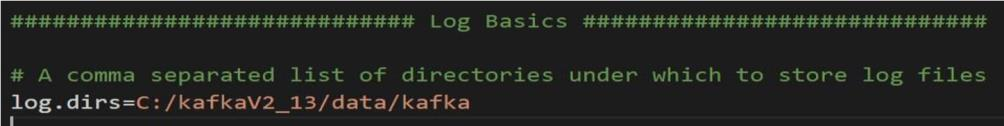 ############################# Log Basics #############################

# A comma separated list of directories under which to store log files
log.dirs=C:/kafkaV2_13/data/kafka